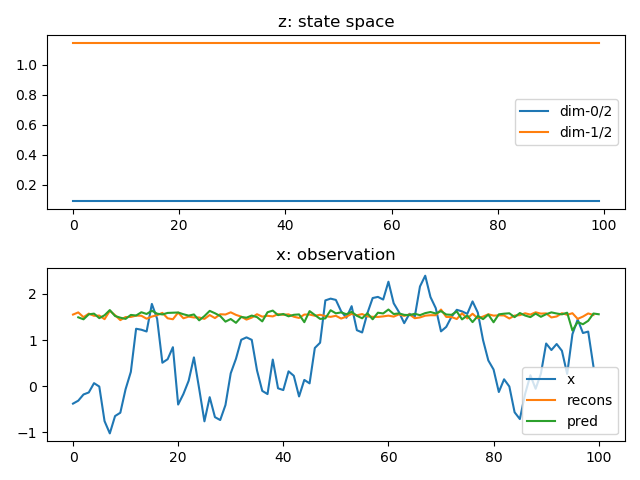 z: state space
1.0
0.8
0.6
0.4
0.2
dim-0/2
dim-1/2
0 20 40 60 80 100
x: observation
2
1
0
−1
x
recons
pred
0 20 40 60 80 100